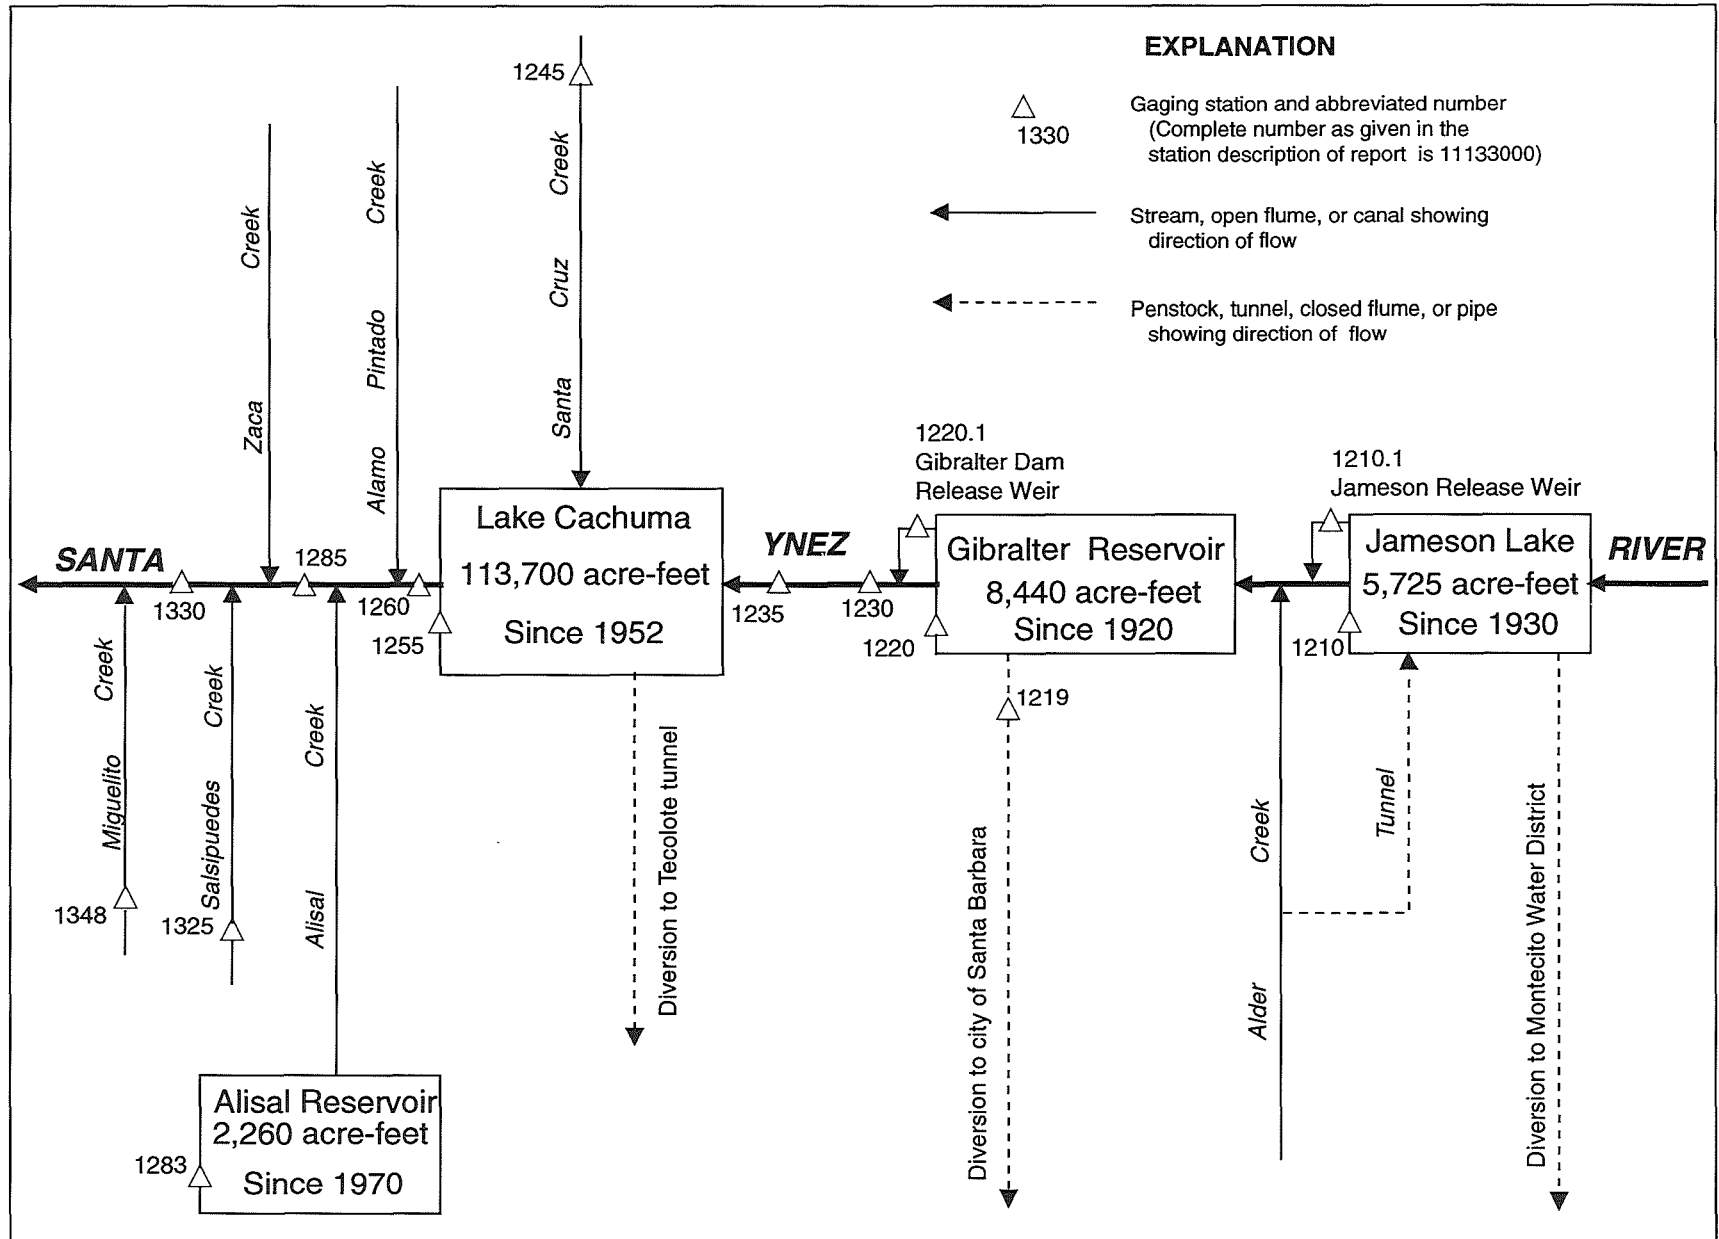 EXPLANATION
1330
Gaging station and abbreviated number
(Complete number as given in the
station description of report is 11133000)
Stream, open flume, or canal showing
direction of flow
Penstock, tunnel, closed flume, or pipe
showing direction of flow
1245
Zaca Creek
Alamo Pintado Creek
Santa Cruz Creek
1220.1
Gibralter Dam
Release Weir
1210.1
Jameson Release Weir
SANTA
YNEZ
RIVER
Lake Cachuma
113,700 acre-feet
Since 1952
Gibralter Reservoir
8,440 acre-feet
Since 1920
Jameson Lake
5,725 acre-feet
Since 1930
1330
1285
1260
1255
1235
1230
1220
1210
1219
Miguelito Creek
1348
Salsipuedes Creek
1325
Alisal Creek
Diversion to Tecolote tunnel
Diversion to city of Santa Barbara
Alder Creek
Tunnel
Diversion to Montecito Water District
Alisal Reservoir
2,260 acre-feet
Since 1970
1283